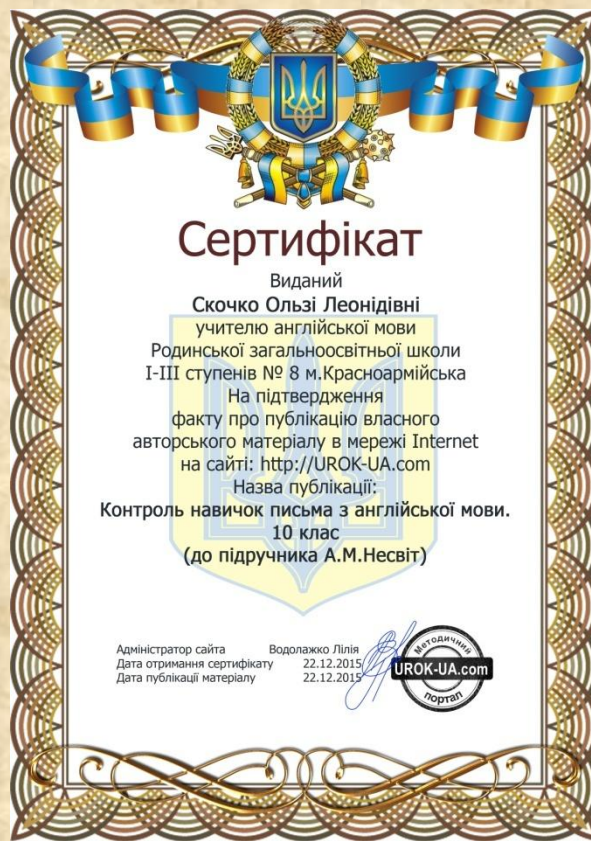 Сертифікат
Виданий
Скочко Ользі Леонідівні
учителю англійської мови
Родинської загальноосвітньої школи
І-ІІІ ступенів № 8 м.Красноармійська
На підтвердження
факту про публікацію власного
авторського матеріалу в мережі Internet
на сайті: http://UROK-UA.com
Назва публікації:
Контроль навичок письма з англійської мови.
10 клас
(до підручника А.М.Несвіт)
Адміністратор сайта Водолажко Лілія
Дата отримання сертифікату 22.12.2015
Дата публікації матеріалу 22.12.2015
Методичний
UROK-UA.com
портал